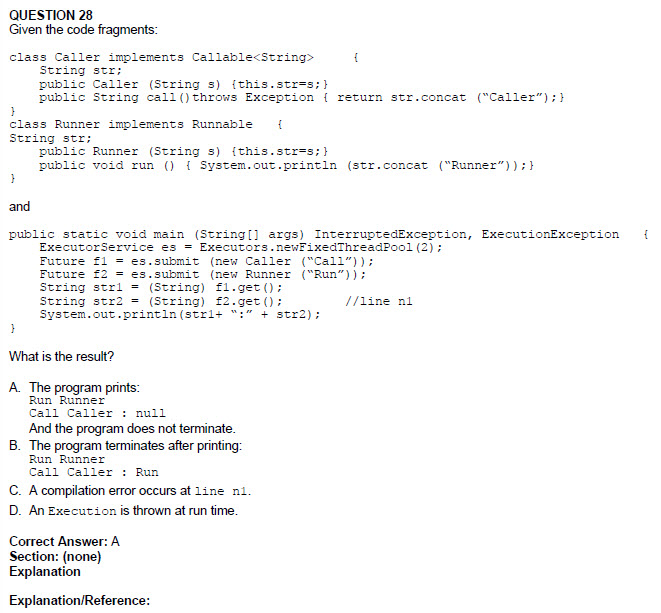 QUESTION 28
Given the code fragments:
class Caller implements Callable<String> {
String str;
public Caller (String s) {this.str=s;}
public String call()throws Exception { return str.concat (“Caller”);}
}
class Runner implements Runnable {
String str;
public Runner (String s) {this.str=s;}
public void run () { System.out.println (str.concat (“Runner”));}
}
and
public static void main (String[] args) InterruptedException, ExecutionException {
ExecutorService es = Executors.newFixedThreadPool(2);
Future f1 = es.submit (new Caller (“Call”));
Future f2 = es.submit (new Runner (“Run”));
String str1 = (String) f1.get();
String str2 = (String) f2.get(); //line n1
System.out.println(str1+ “:” + str2);
}
What is the result?
A. The program prints:
Run Runner
Call Caller : null
And the program does not terminate.
B. The program terminates after printing:
Run Runner
Call Caller : Run
C. A compilation error occurs at line n1.
D. An Execution is thrown at run time.
Correct Answer: A
Section: (none)
Explanation
Explanation/Reference: